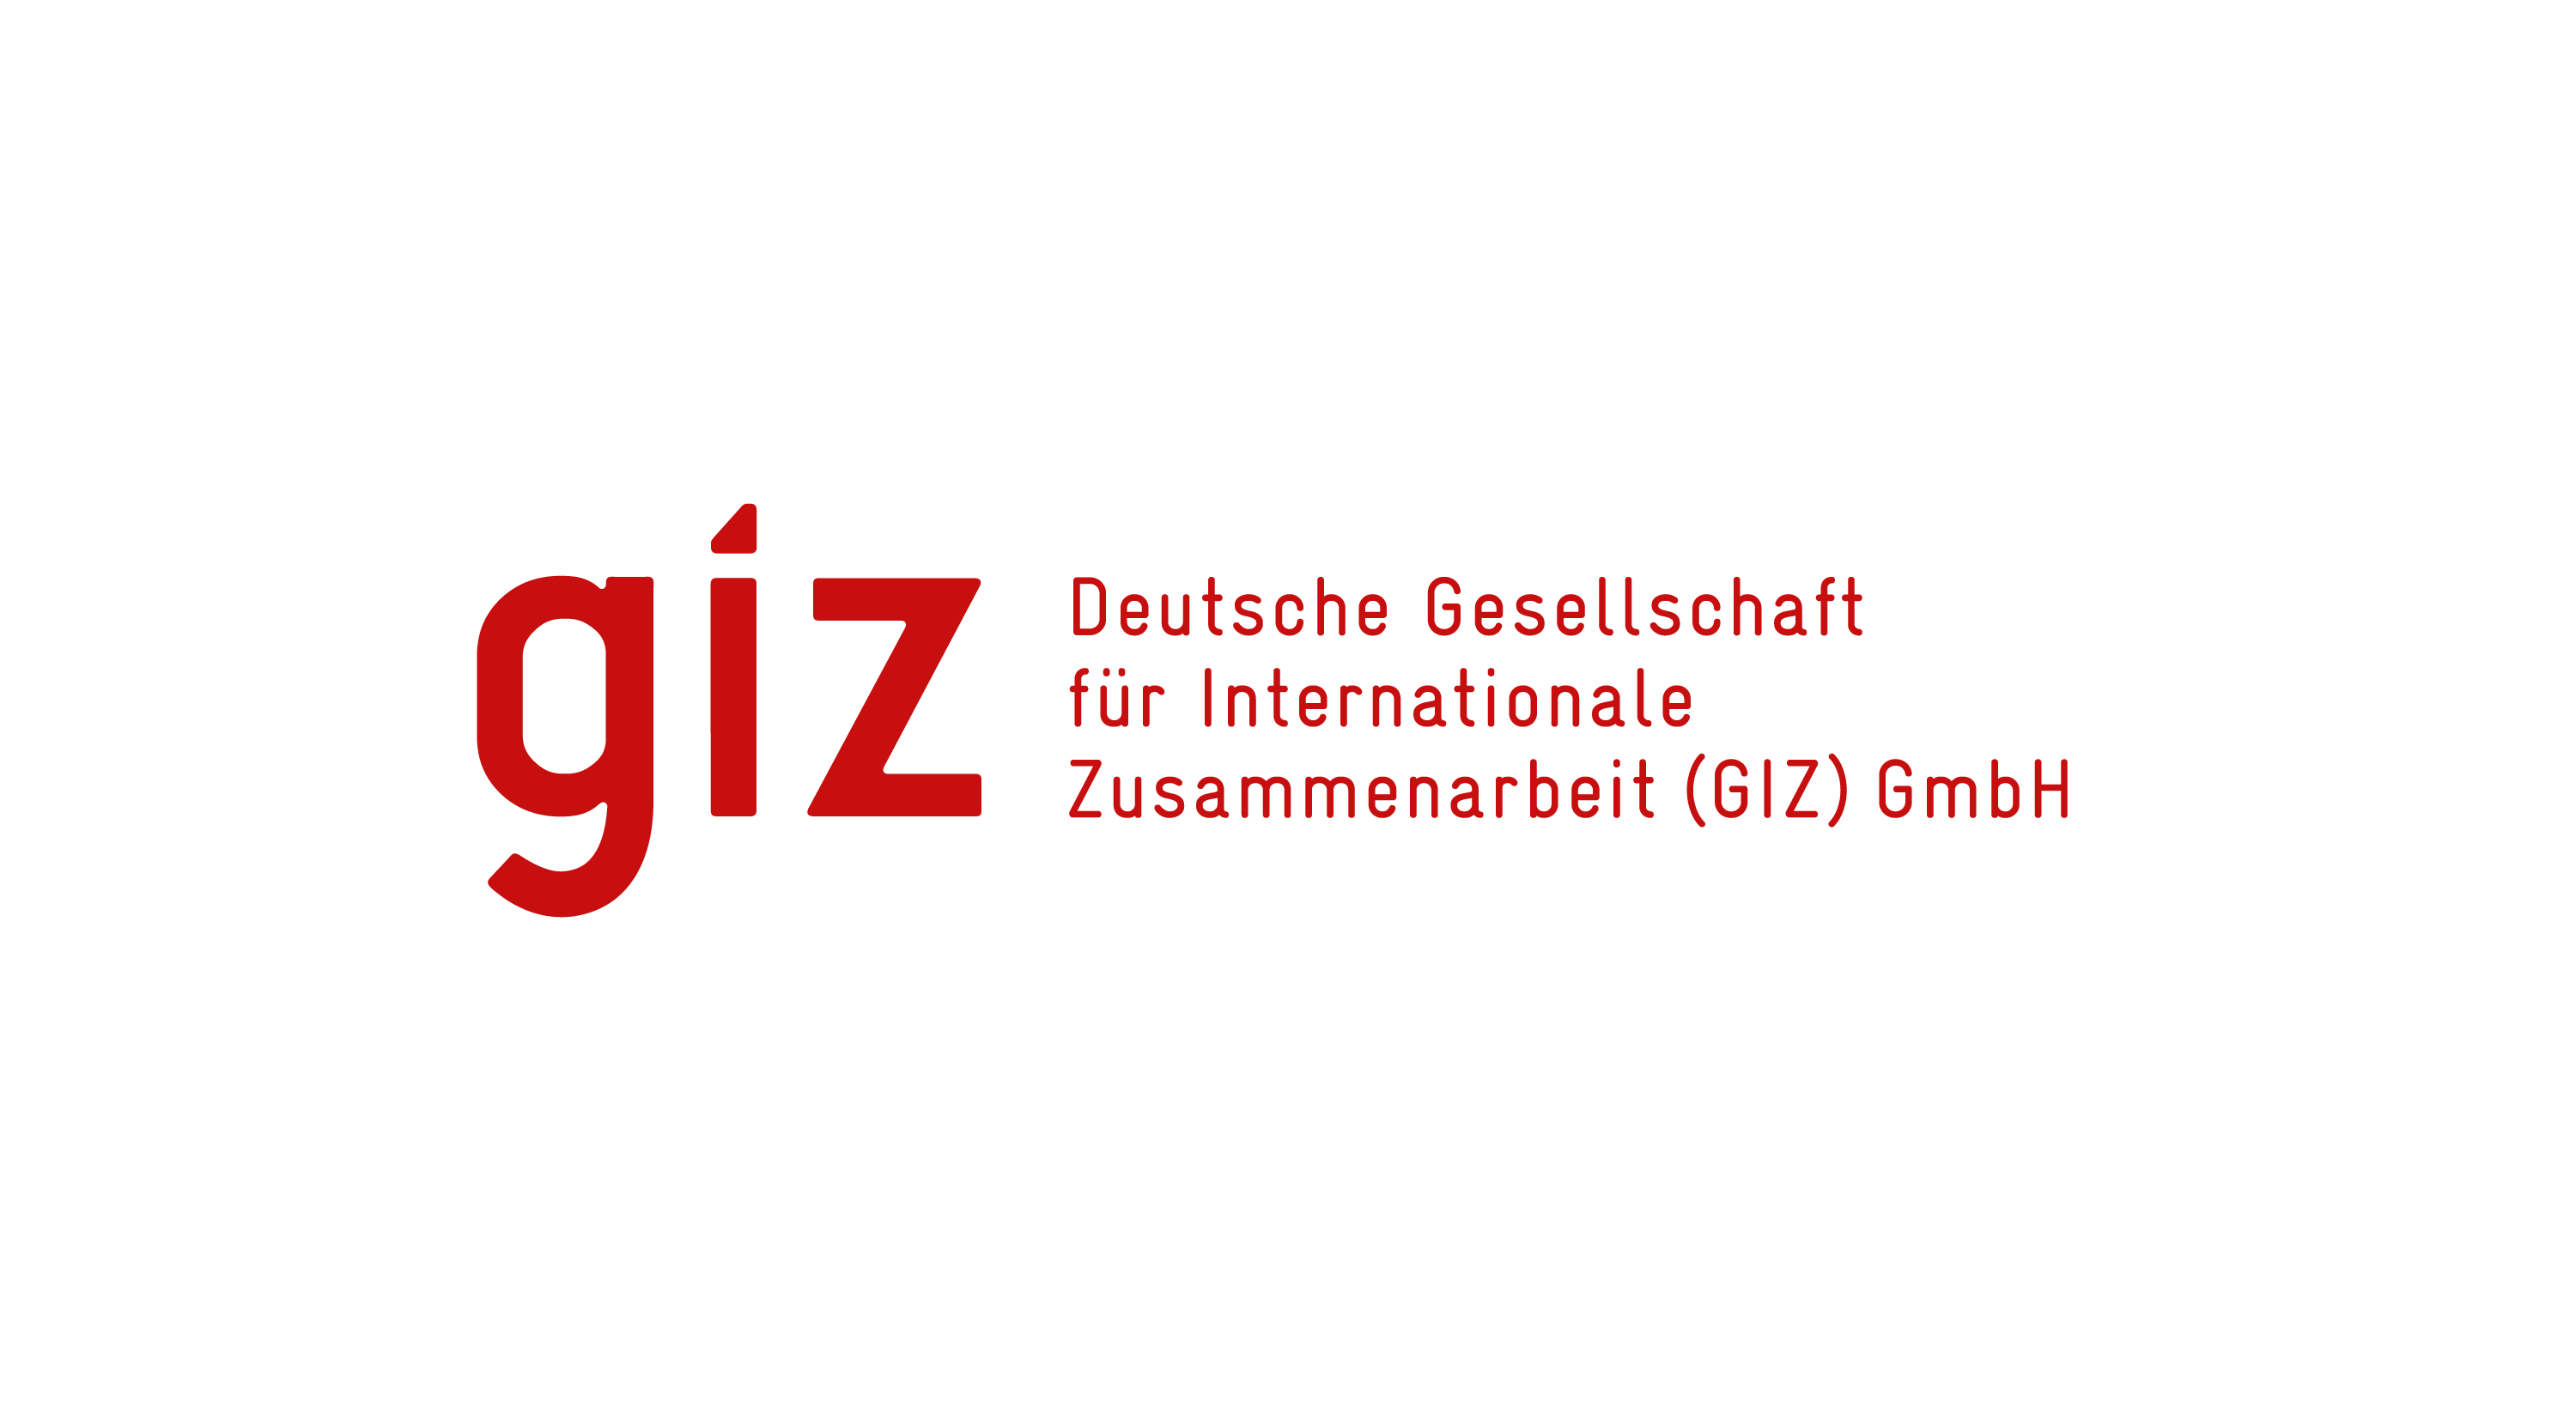 giz
Deutsche Gesellschaft
für Internationale
Zusammenarbeit (GIZ) GmbH